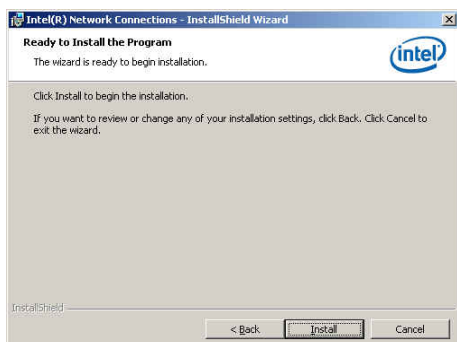 Intel(R) Network Connections - InstallShield Wizard
Ready to Install the Program
The wizard is ready to begin installation.
intel
Click Install to begin the installation.
If you want to review or change any of your installation settings, click Back. Click Cancel to
exit the wizard.
InstallShield
< Back Install Cancel